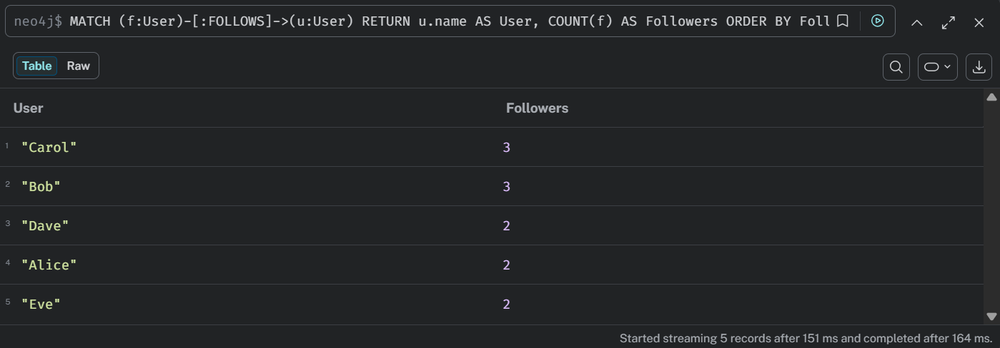 neo4j$ MATCH (f:User)-[:FOLLOWS]->(u:User) RETURN u.name AS User, COUNT(f) AS Followers ORDER BY Foll
Table Raw
User Followers
1 "Carol" 3
2 "Bob" 3
3 "Dave" 2
4 "Alice" 2
5 "Eve" 2
Started streaming 5 records after 151 ms and completed after 164 ms.